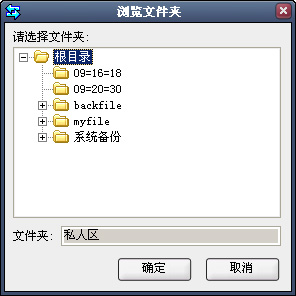 浏览文件夹
请选择文件夹:
根目录
09=16=18
09=20=30
backfile
myfile
系统备份
文件夹: 私人区
确定 取消